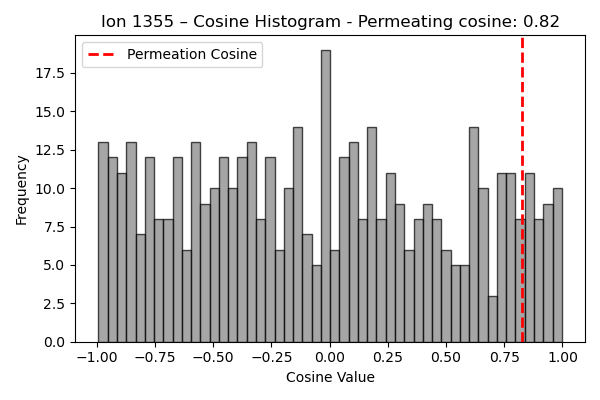 Ion 1355 – Cosine Histogram - Permeating cosine: 0.82
Permeation Cosine
17.5
15.0
12.5
10.0
7.5
5.0
2.5
0.0
Frequency
−1.00 −0.75 −0.50 −0.25 0.00 0.25 0.50 0.75 1.00
Cosine Value